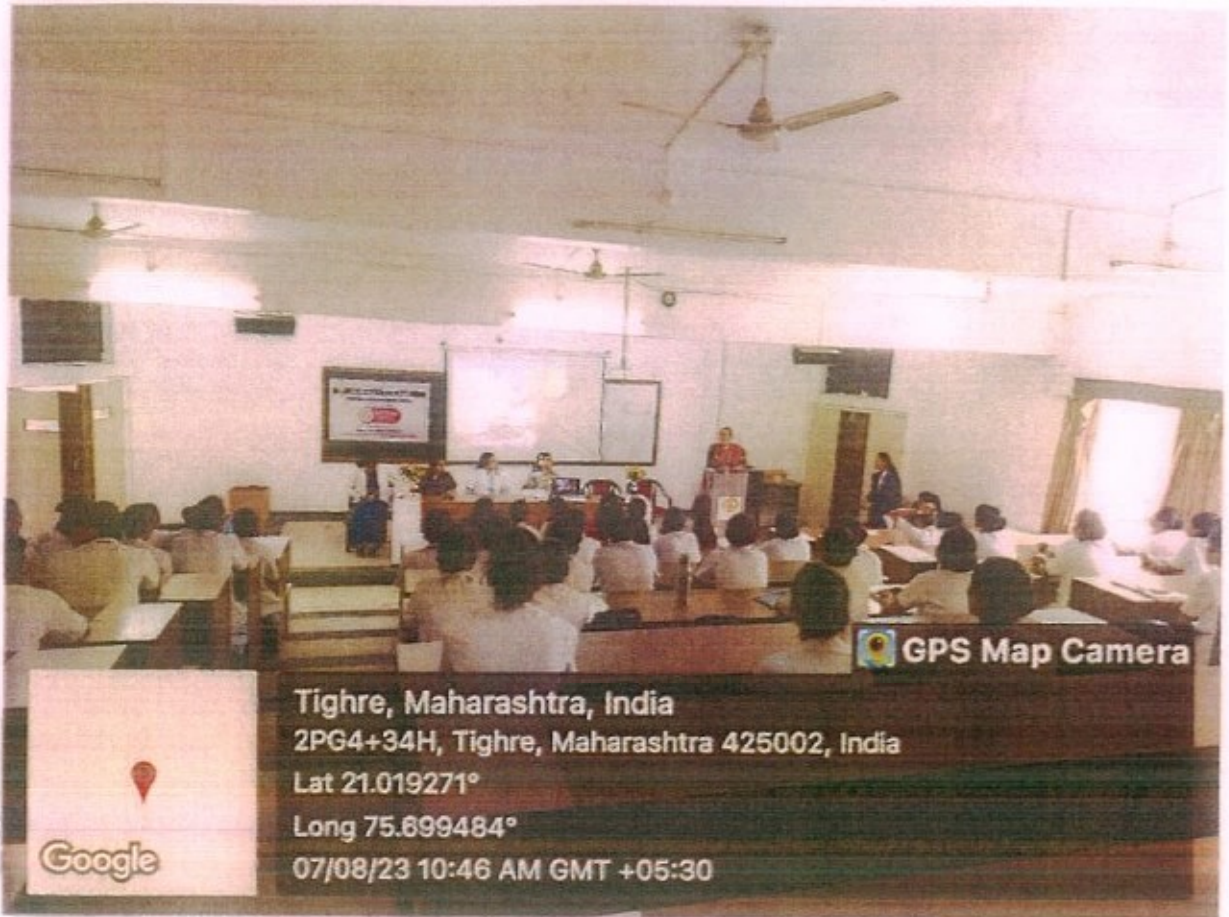 GPS Map Camera
Tighre, Maharashtra, India
2PG4+34H, Tighre, Maharashtra 425002, India
Lat 21.019271°
Long 75.699484°
07/08/23 10:46 AM GMT +05:30
Google